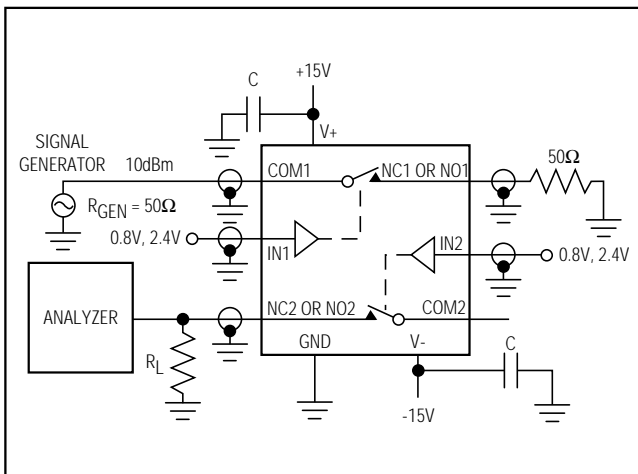 +15V
C
V+
SIGNAL
GENERATOR
10dBm
COM1
NC1 OR NO1
50Ω
RGEN = 50Ω
0.8V, 2.4V
IN1
IN2
0.8V, 2.4V
ANALYZER
NC2 OR NO2
COM2
RL
GND
V-
C
-15V